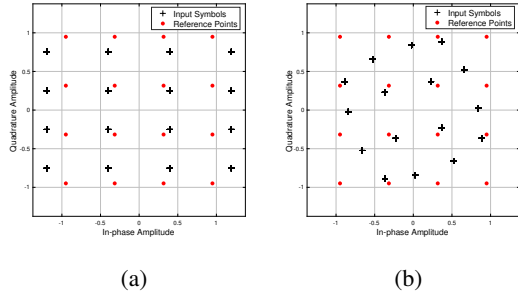 Input Symbols
Reference Points
1
0.5
0
-0.5
-1
Quadrature Amplitude
-1
-0.5
0
0.5
1
In-phase Amplitude
(a)
Input Symbols
Reference Points
1
0.5
0
-0.5
-1
Quadrature Amplitude
-1
-0.5
0
0.5
1
In-phase Amplitude
(b)